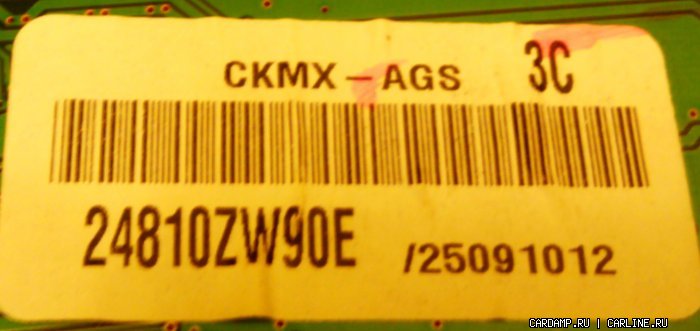 CKMX-AGS 3C
24810ZW90E /25091012
CARDAMP.RU | CARLINE.RU